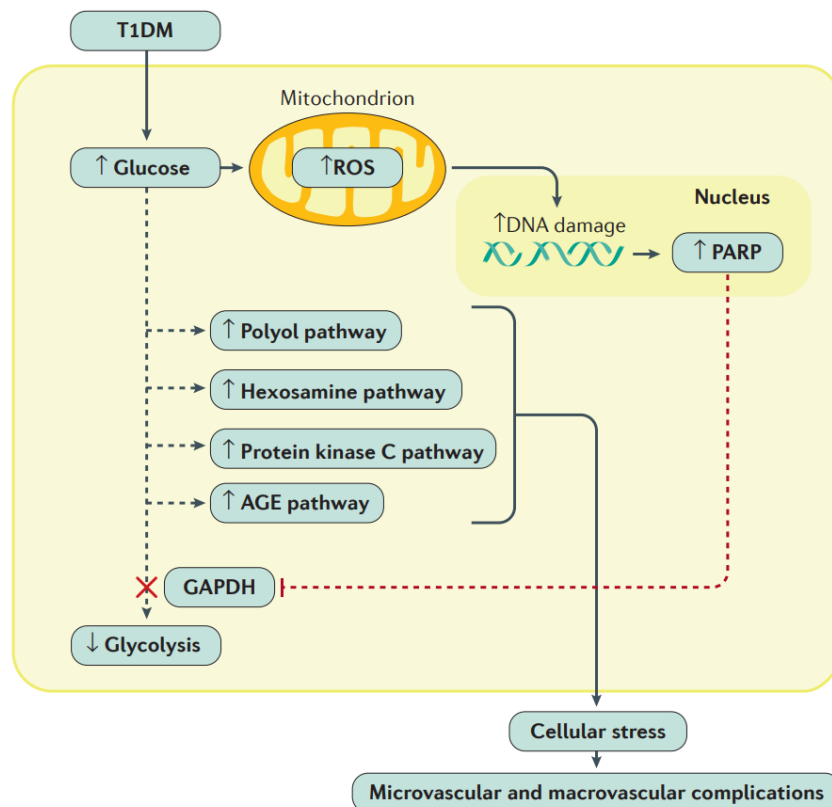 T1DM
Mitochondrion
↑ Glucose
↑ROS
Nucleus
↑DNA damage
↑ PARP
↑ Polyol pathway
↑ Hexosamine pathway
↑ Protein kinase C pathway
↑ AGE pathway
GAPDH
↓ Glycolysis
Cellular stress
Microvascular and macrovascular complications